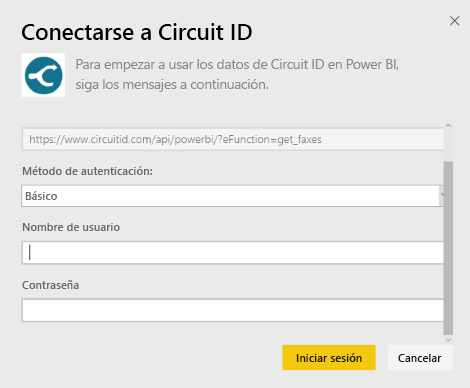 Conectarse a Circuit ID
Para empezar a usar los datos de Circuit ID en Power BI,
siga los mensajes a continuación.
https://www.circuitid.com/api/powerbi/?eFunction=get_faxes
Método de autenticación:
Básico
Nombre de usuario
Contraseña
Iniciar sesión
Cancelar